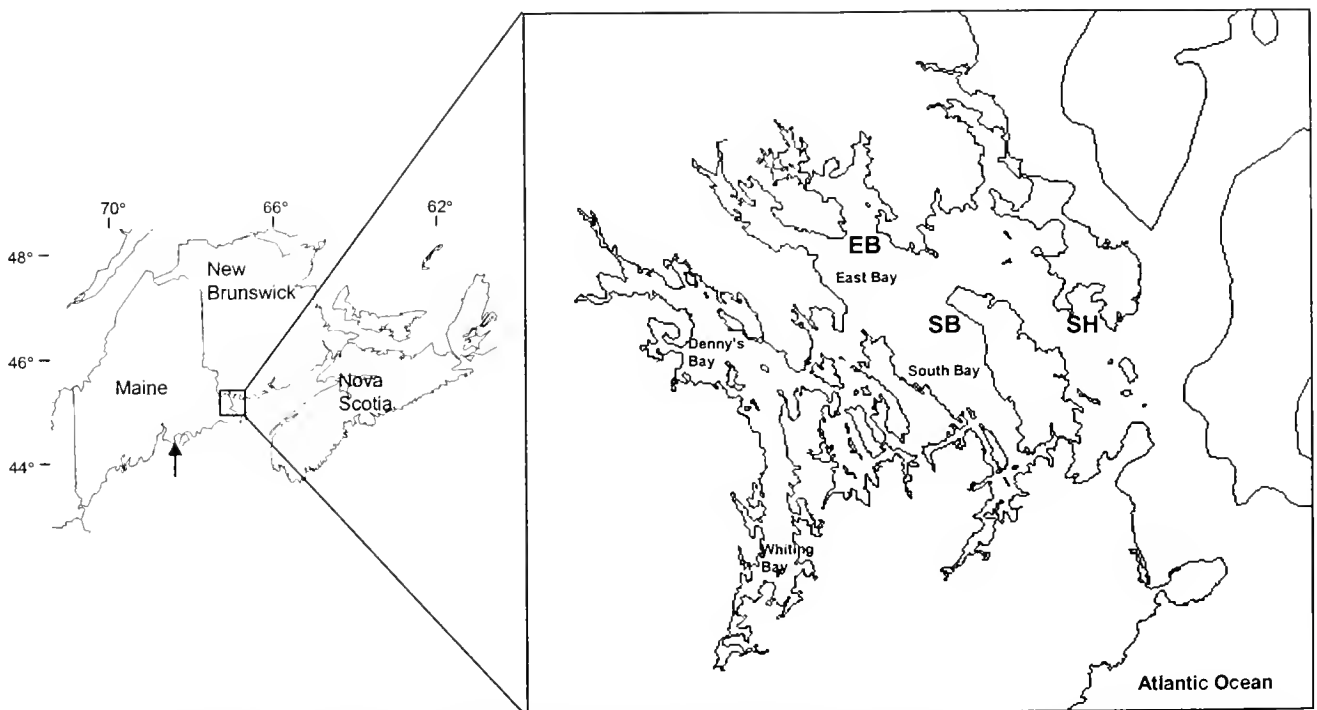 70°
66°
62°
48°
46°
44°
New
Brunswick
Maine
Nova
Scotia
EB
East Bay
SB
SH
South Bay
Denny's
Bay
Whiting
Bay
Atlantic Ocean